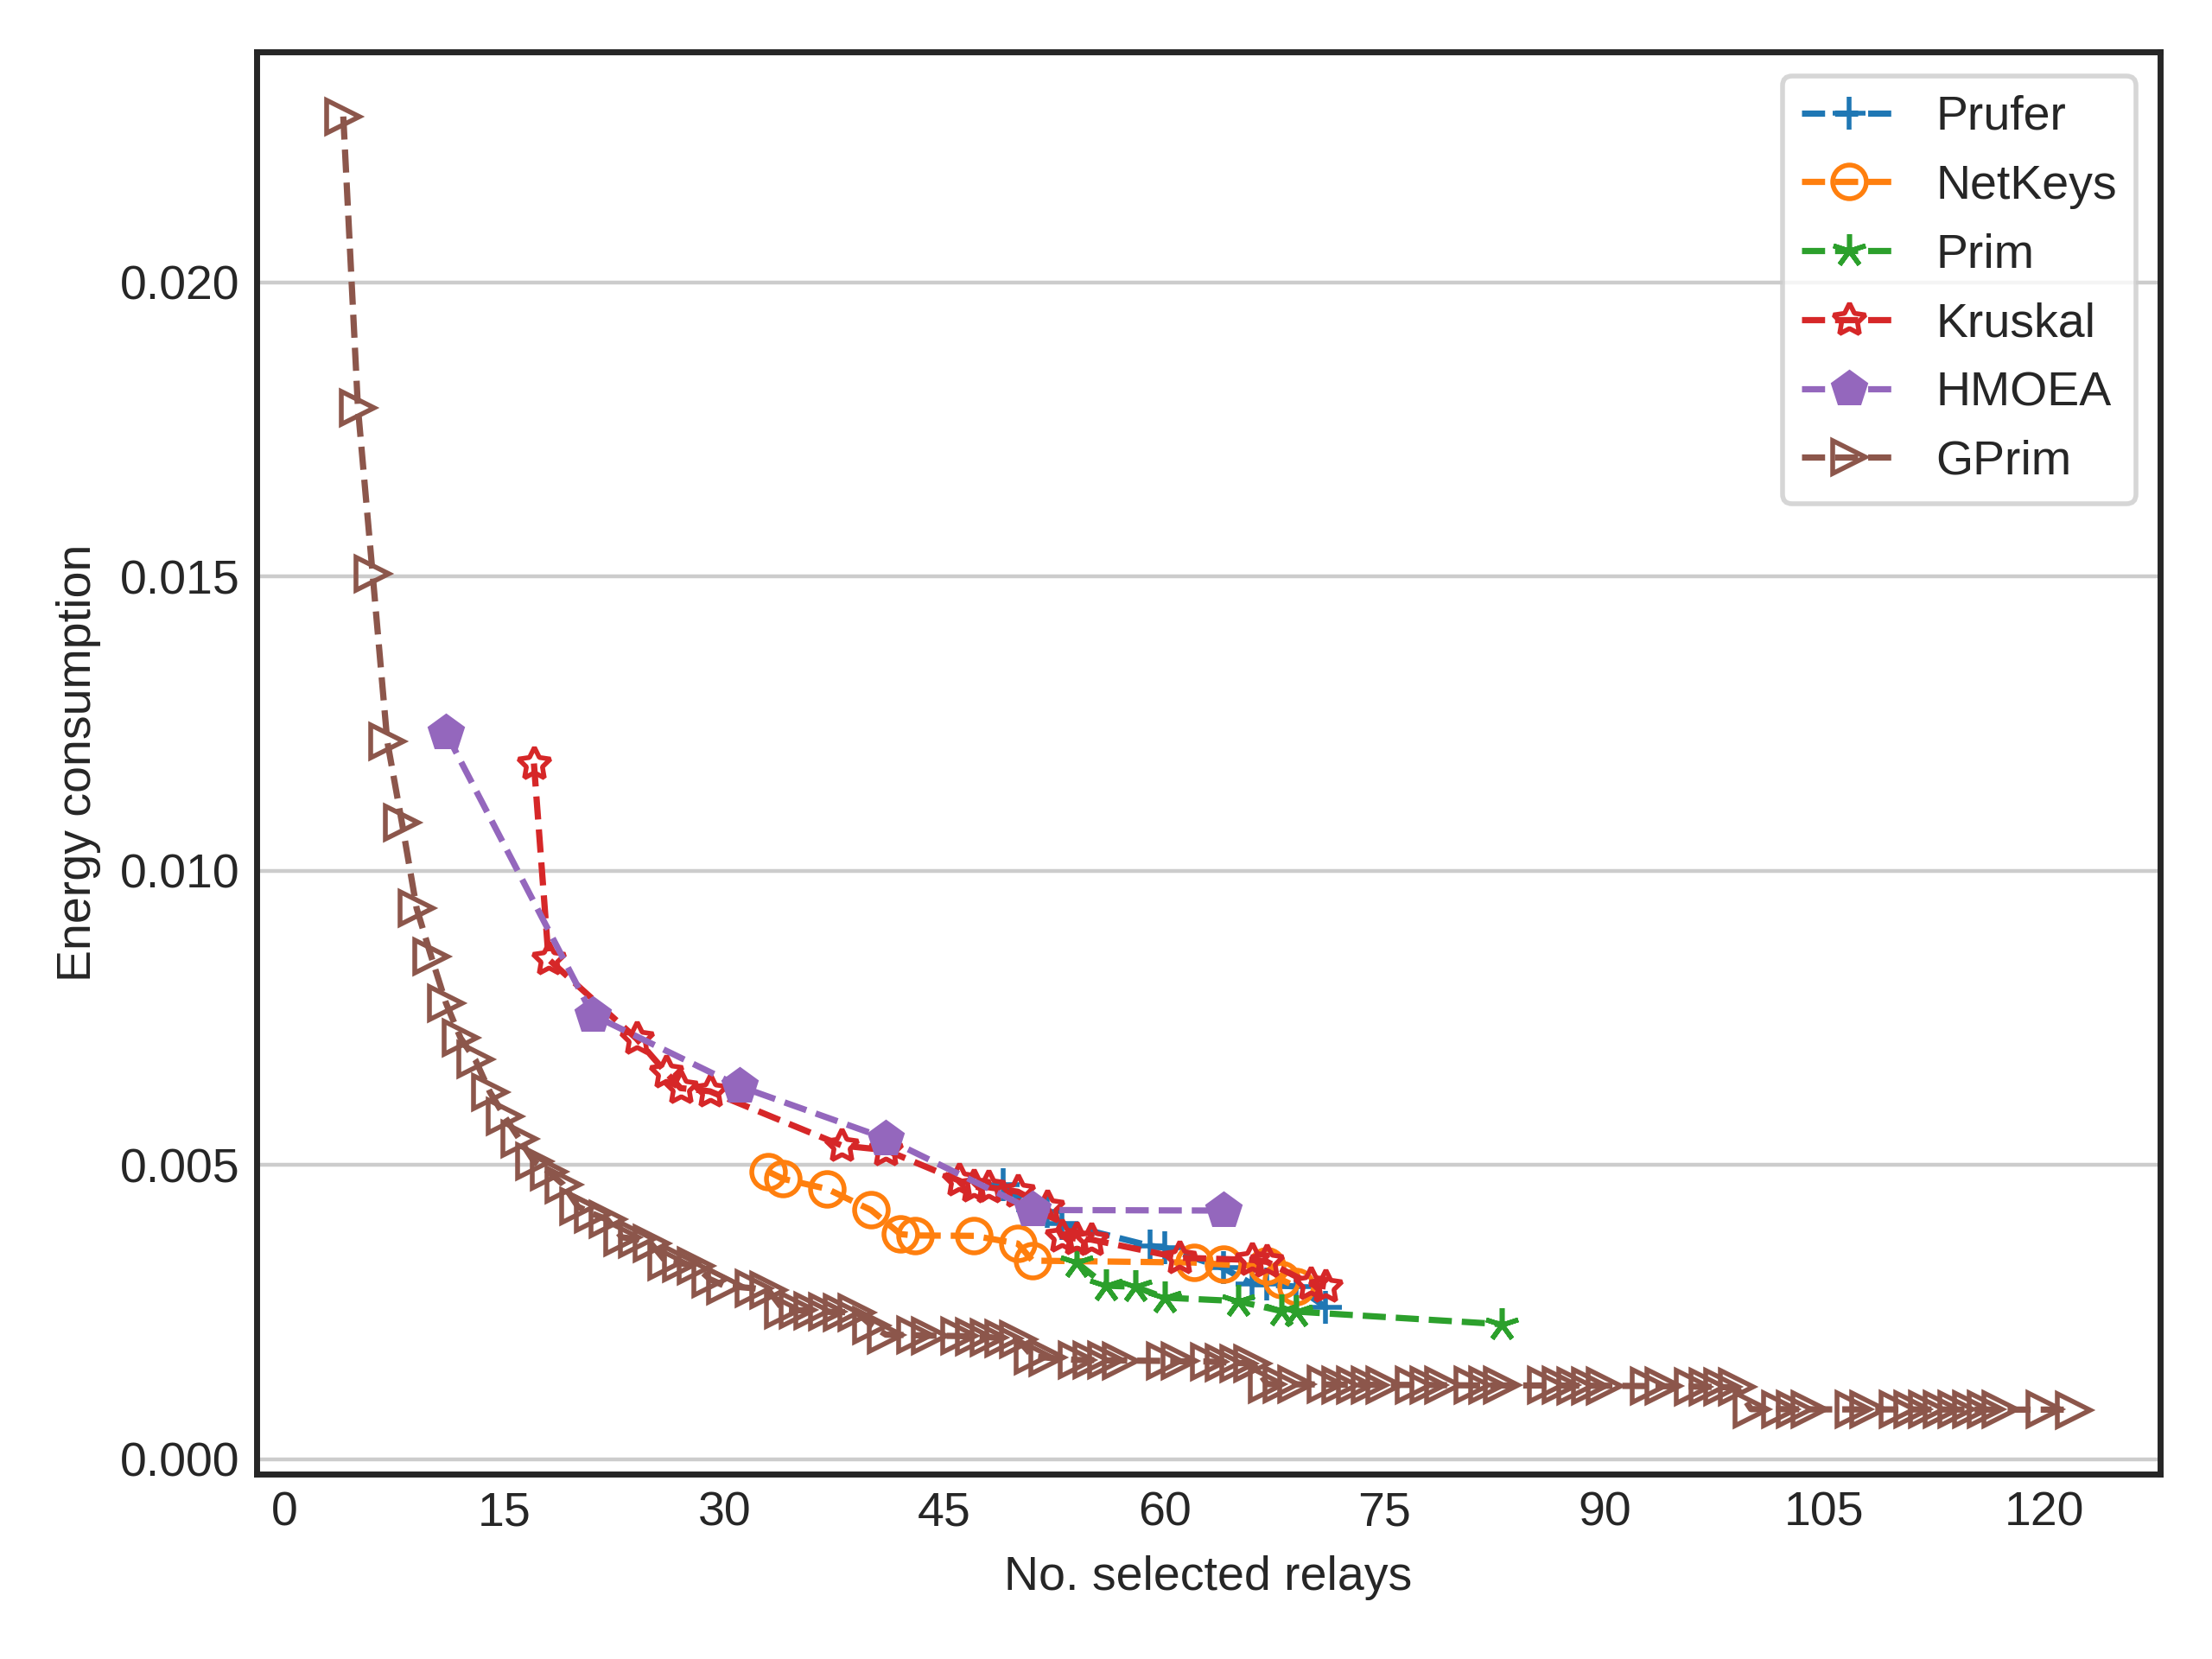 Prufer
NetKeys
Prim
Kruskal
HMOEA
GPrim
0.020
0.015
0.010
0.005
0.000
Energy consumption
0 15 30 45 60 75 90 105 120
No. selected relays